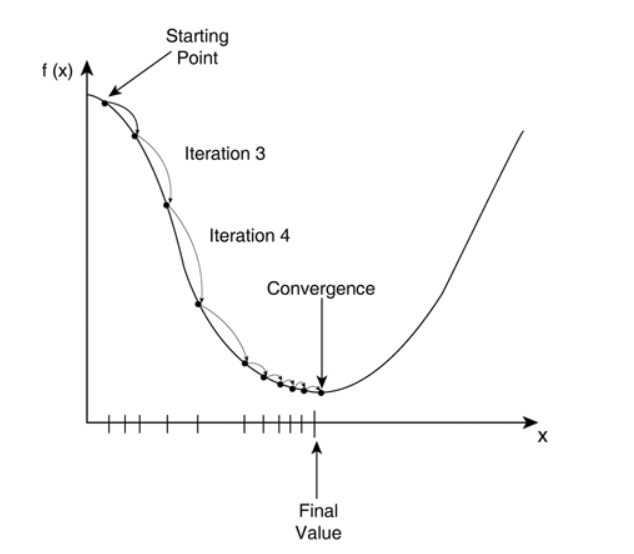 Starting
Point
f (x)
Iteration 3
Iteration 4
Convergence
x
Final
Value